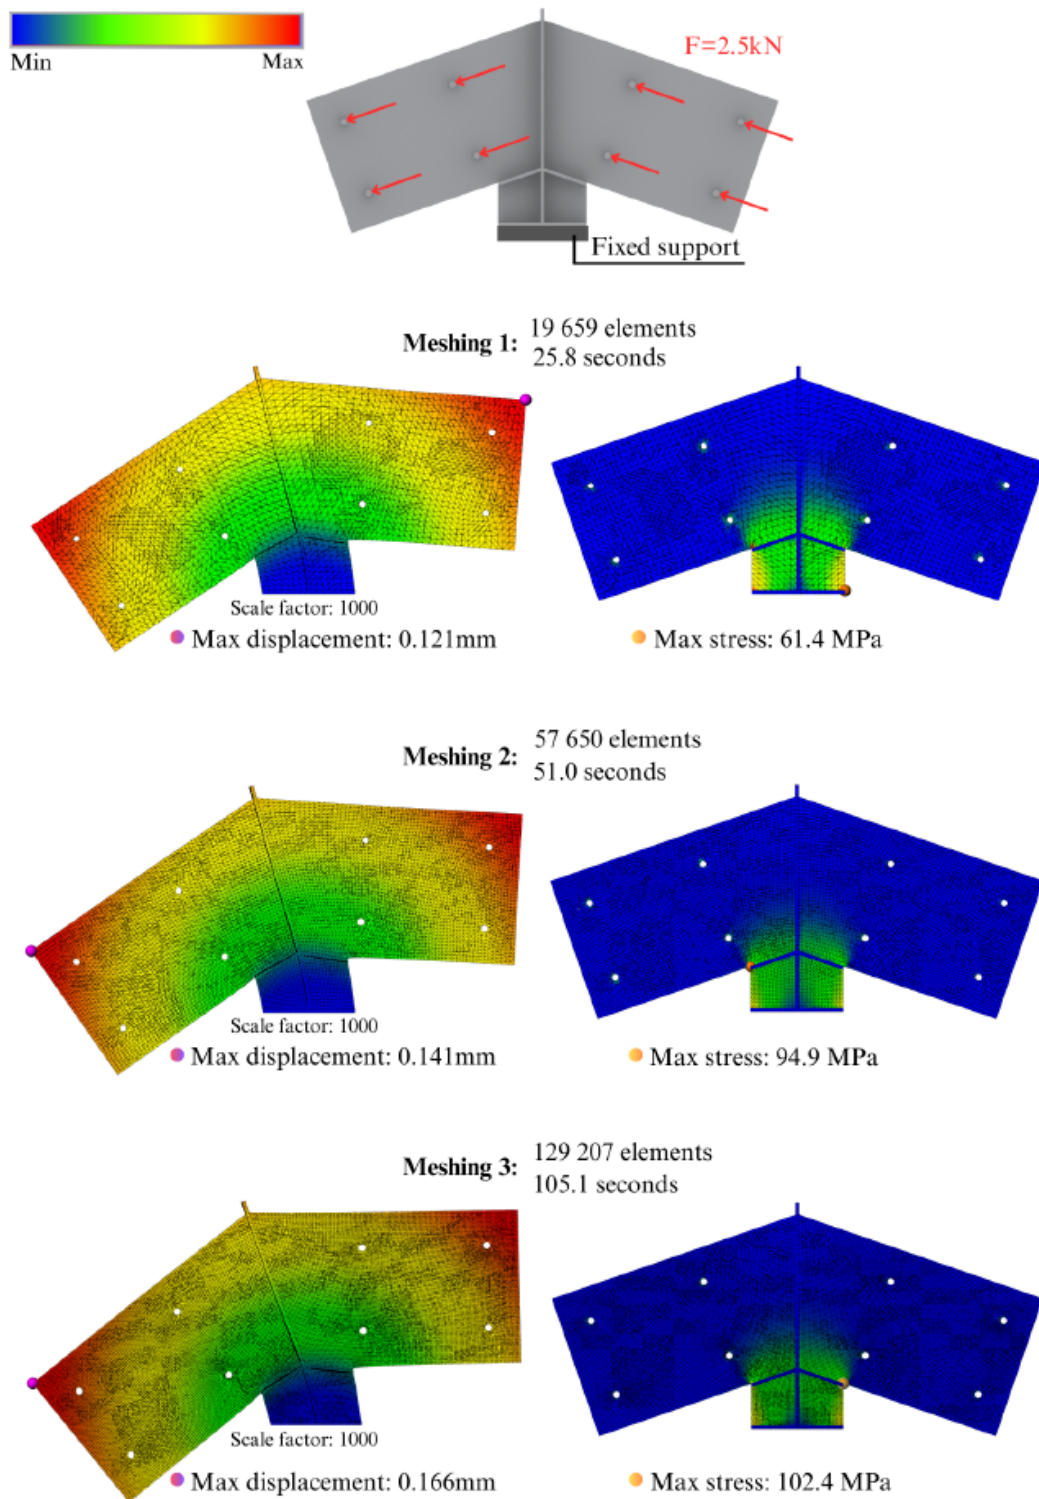 Min
Max
F=2.5kN
Fixed support
Meshing 1:
19 659 elements
25.8 seconds
Scale factor: 1000
Max displacement: 0.121mm
Max stress: 61.4 MPa
Meshing 2:
57 650 elements
51.0 seconds
Scale factor: 1000
Max displacement: 0.141mm
Max stress: 94.9 MPa
Meshing 3:
129 207 elements
105.1 seconds
Scale factor: 1000
Max displacement: 0.166mm
Max stress: 102.4 MPa